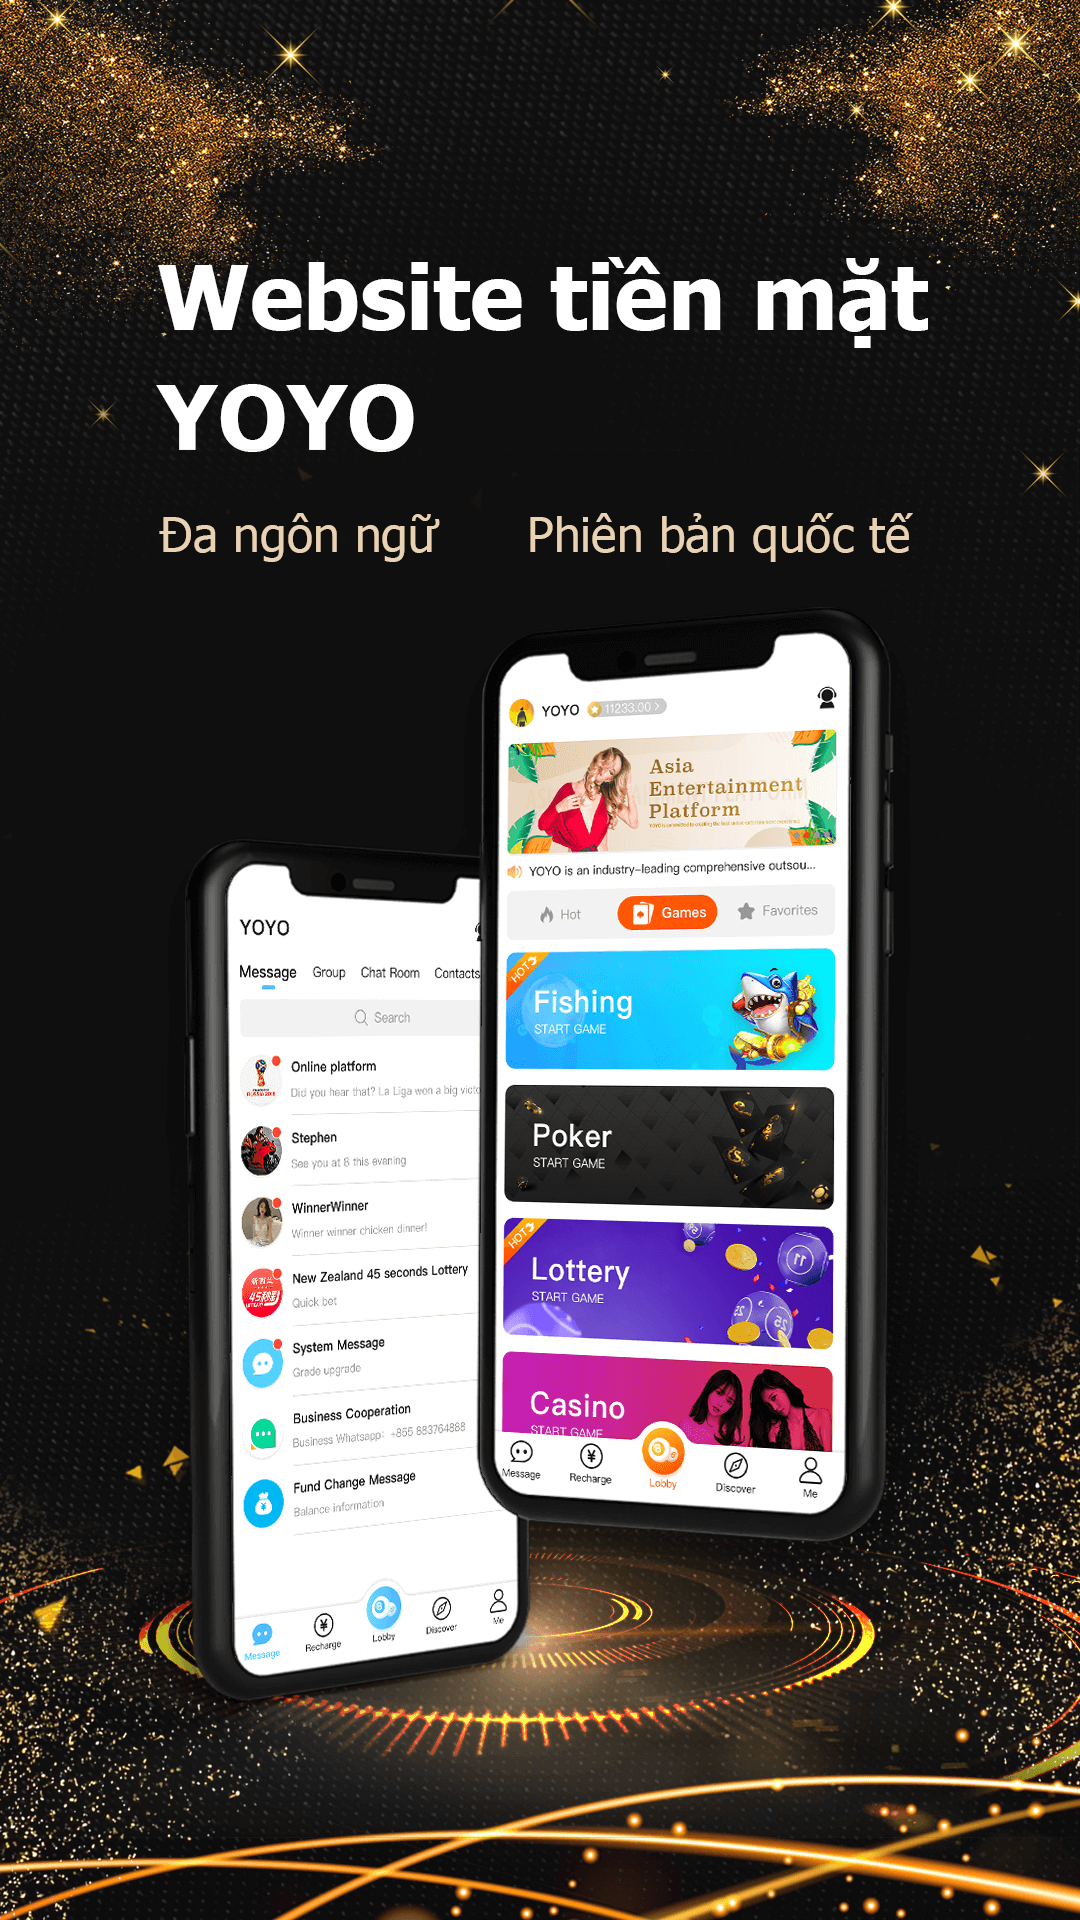 Website tiền mặt
YOYO
Đa ngôn ngữ
Phiên bản quốc tế
YOYO
11233.00
Asia
Entertainment
Platform
YOYO is an industry-leading comprehensive outsou...
Hot
Games
Favorites
HOT
Fishing
START GAME
Poker
START GAME
HOT
Lottery
START GAME
11
25
Casino
START GAME
Message
Recharge
Lobby
Discover
Me
YOYO
Message
Group
Chat Room
Contacts
Search
Online platform
Did you hear that? La Liga won a big victo
Stephen
See you at 8 this evening
WinnerWinner
Winner winner chicken dinner!
New Zealand 45 seconds Lottery
Quick bet
System Message
Grade upgrade
Business Cooperation
Business Whatsapp: +855 883764888
Fund Change Message
Balance information
Message
Recharge
Lobby
Discover
Me